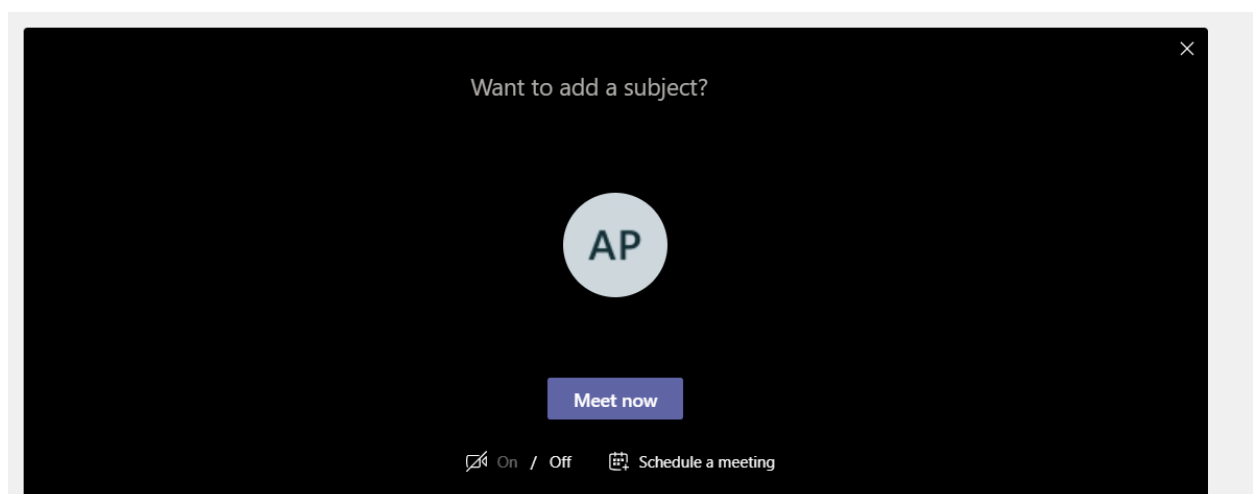 Want to add a subject?
AP
Meet now
On / Off Schedule a meeting